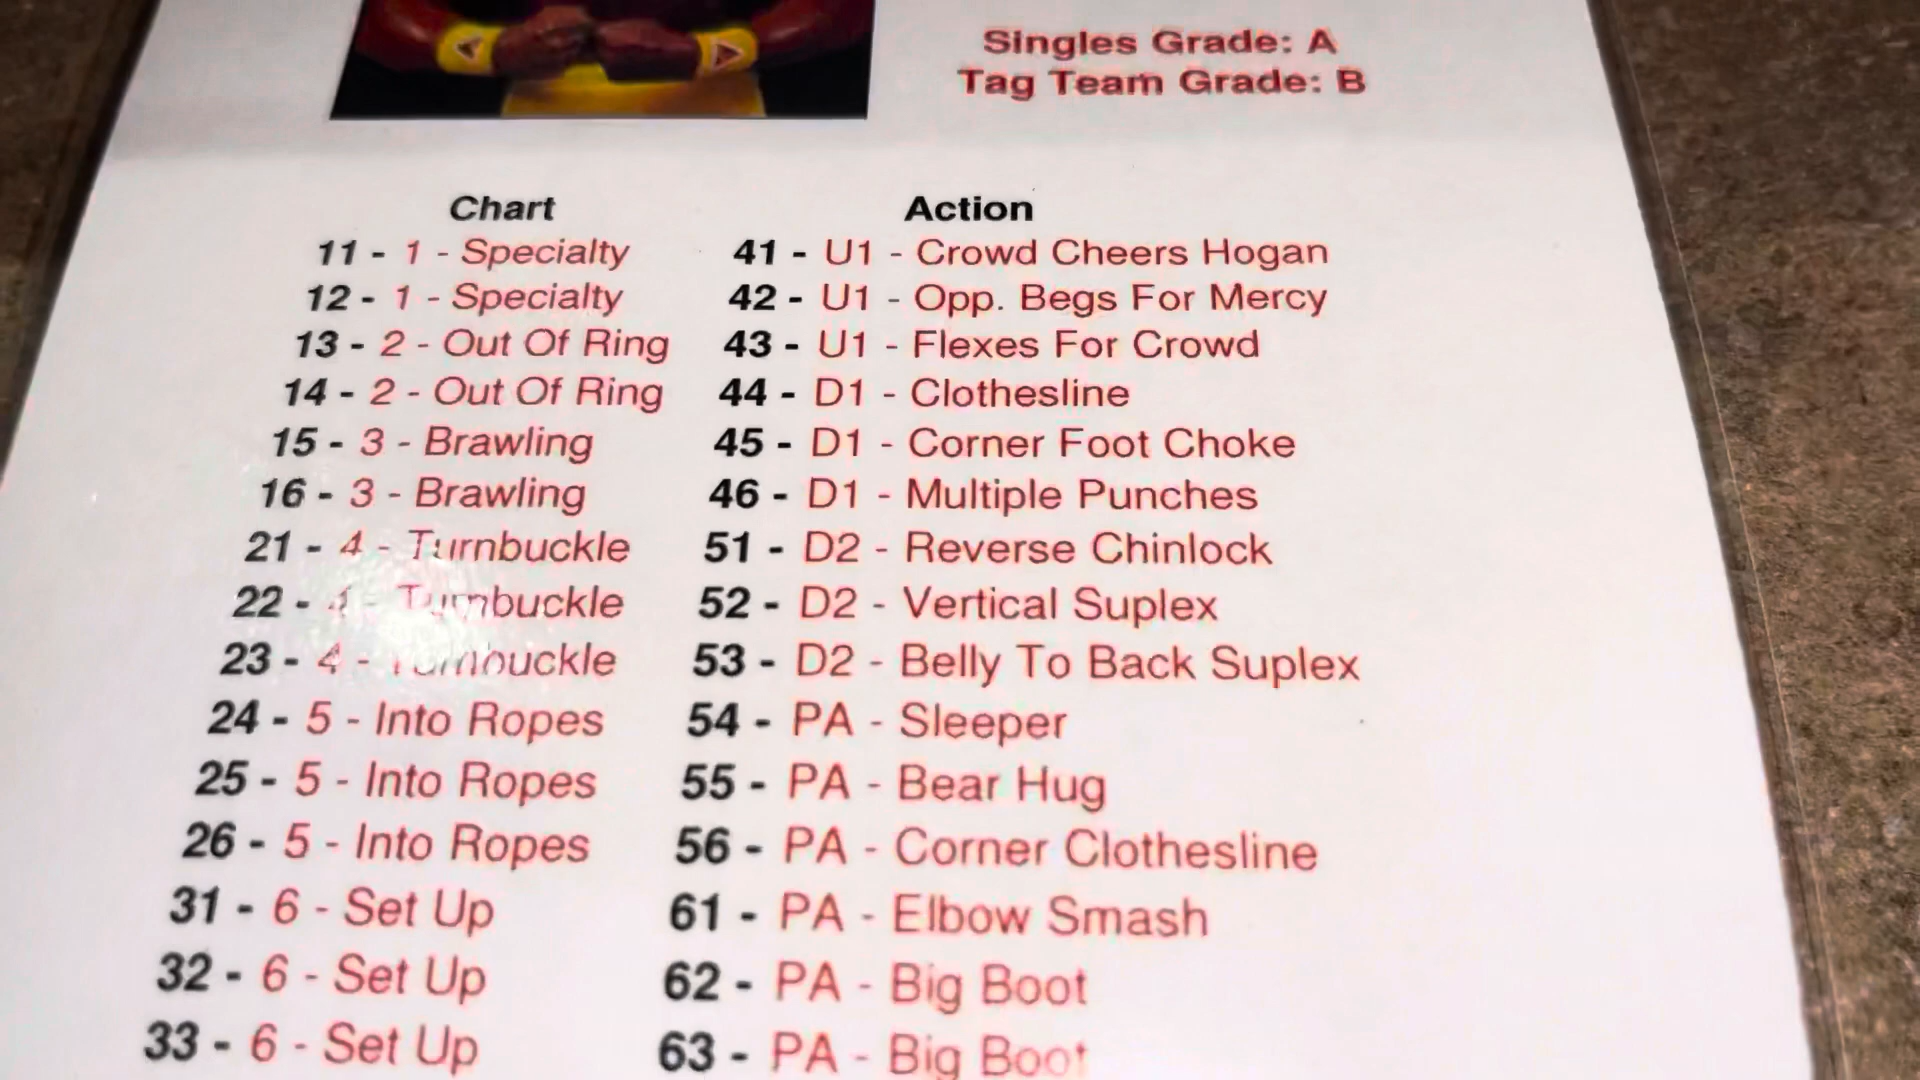 Singles Grade: A
Tag Team Grade: B
Chart
11 - 1 - Specialty
12 - 1 - Specialty
13 - 2 - Out Of Ring
14 - 2 - Out Of Ring
15 - 3 - Brawling
16 - 3 - Brawling
21 - 4 - Turnbuckle
22 - 4 - Turnbuckle
23 - 4 - Turnbuckle
24 - 5 - Into Ropes
25 - 5 - Into Ropes
26 - 5 - Into Ropes
31 - 6 - Set Up
32 - 6 - Set Up
33 - 6 - Set Up
Action
41 - U1 - Crowd Cheers Hogan
42 - U1 - Opp. Begs For Mercy
43 - U1 - Flexes For Crowd
44 - D1 - Clothesline
45 - D1 - Corner Foot Choke
46 - D1 - Multiple Punches
51 - D2 - Reverse Chinlock
52 - D2 - Vertical Suplex
53 - D2 - Belly To Back Suplex
54 - PA - Sleeper
55 - PA - Bear Hug
56 - PA - Corner Clothesline
61 - PA - Elbow Smash
62 - PA - Big Boot
63 - PA - Big Boot